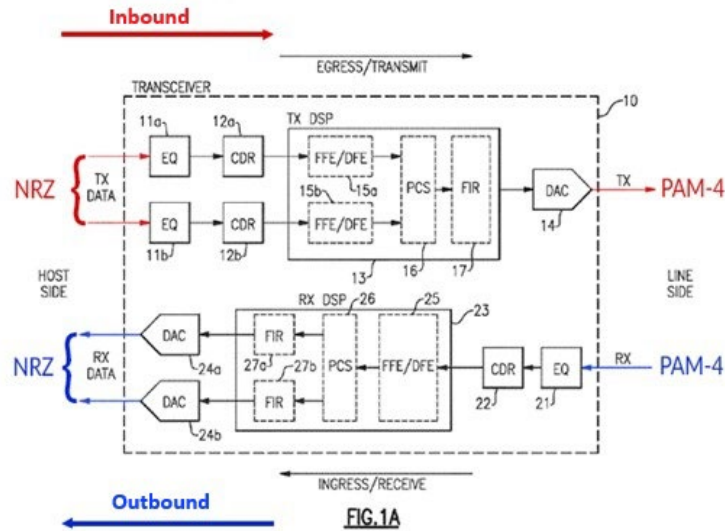 Inbound
EGRESS/TRANSMIT
TRANSCEIVER
10
11a 12a TX DSP
EQ CDR FFE/DFE
15b 15a
NRZ TX DATA PCS FIR DAC TX PAM-4
14
EQ CDR FFE/DFE
11b 12b 13 16 17
HOST SIDE
LINE SIDE
RX DSP 26 25 23
DAC FIR
24a 27a 27b
NRZ RX DATA PCS FFE/DFE CDR EQ RX PAM-4
22 21
DAC FIR
24b
INGRESS/RECEIVE
Outbound
FIG.1A